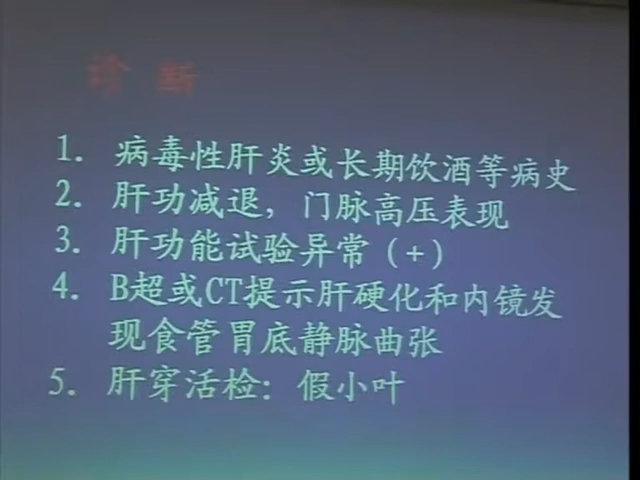 诊断
1. 病毒性肝炎或长期饮酒等病史
2. 肝功减退，门脉高压表现
3. 肝功能试验异常（+）
4. B超或CT提示肝硬化和内镜发
现食管胃底静脉曲张
5. 肝穿活检：假小叶